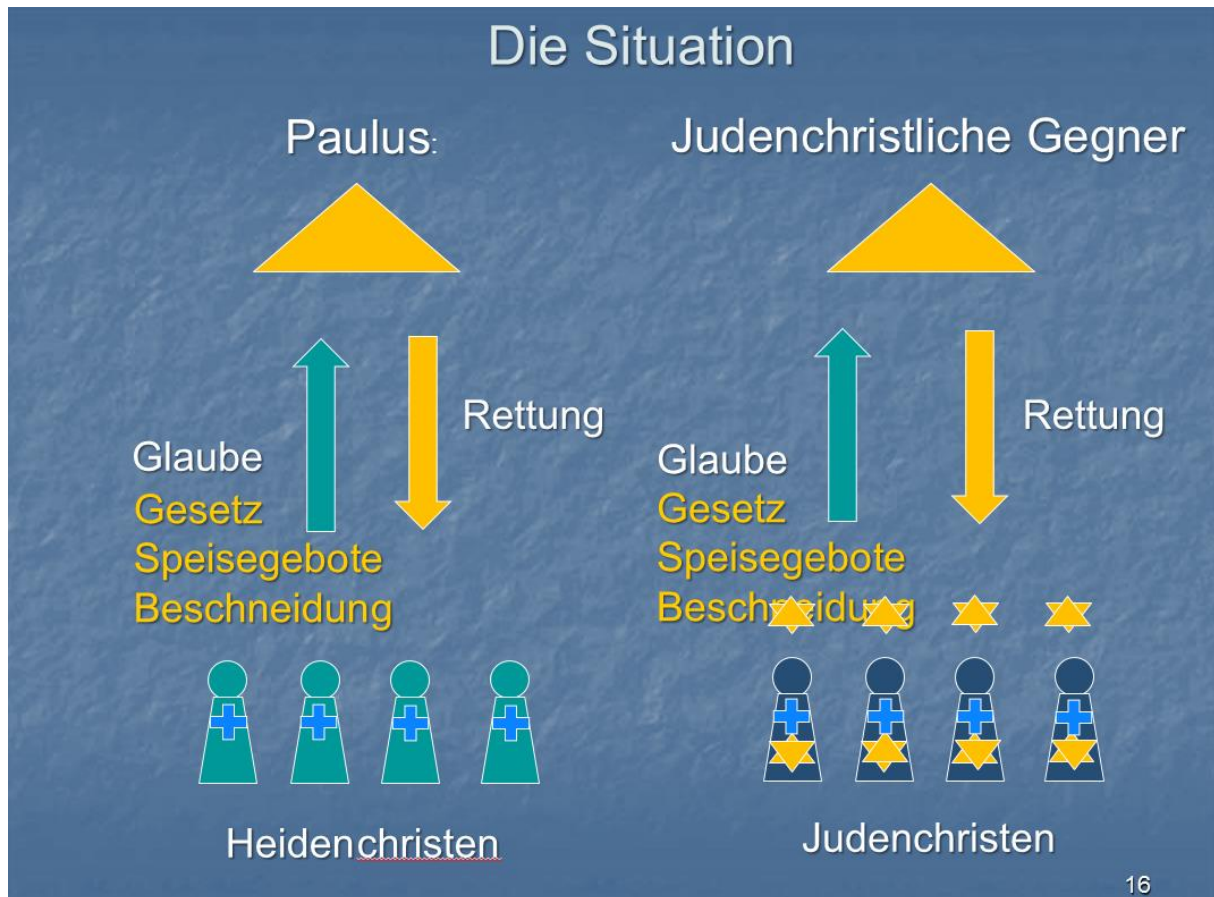 Die Situation
Paulus:
Judenchristliche Gegner
Rettung
Glaube
Gesetz
Speisegebote
Beschneidung
Rettung
Glaube
Gesetz
Speisegebote
Beschneidung
Heidenchristen
Judenchristen
16